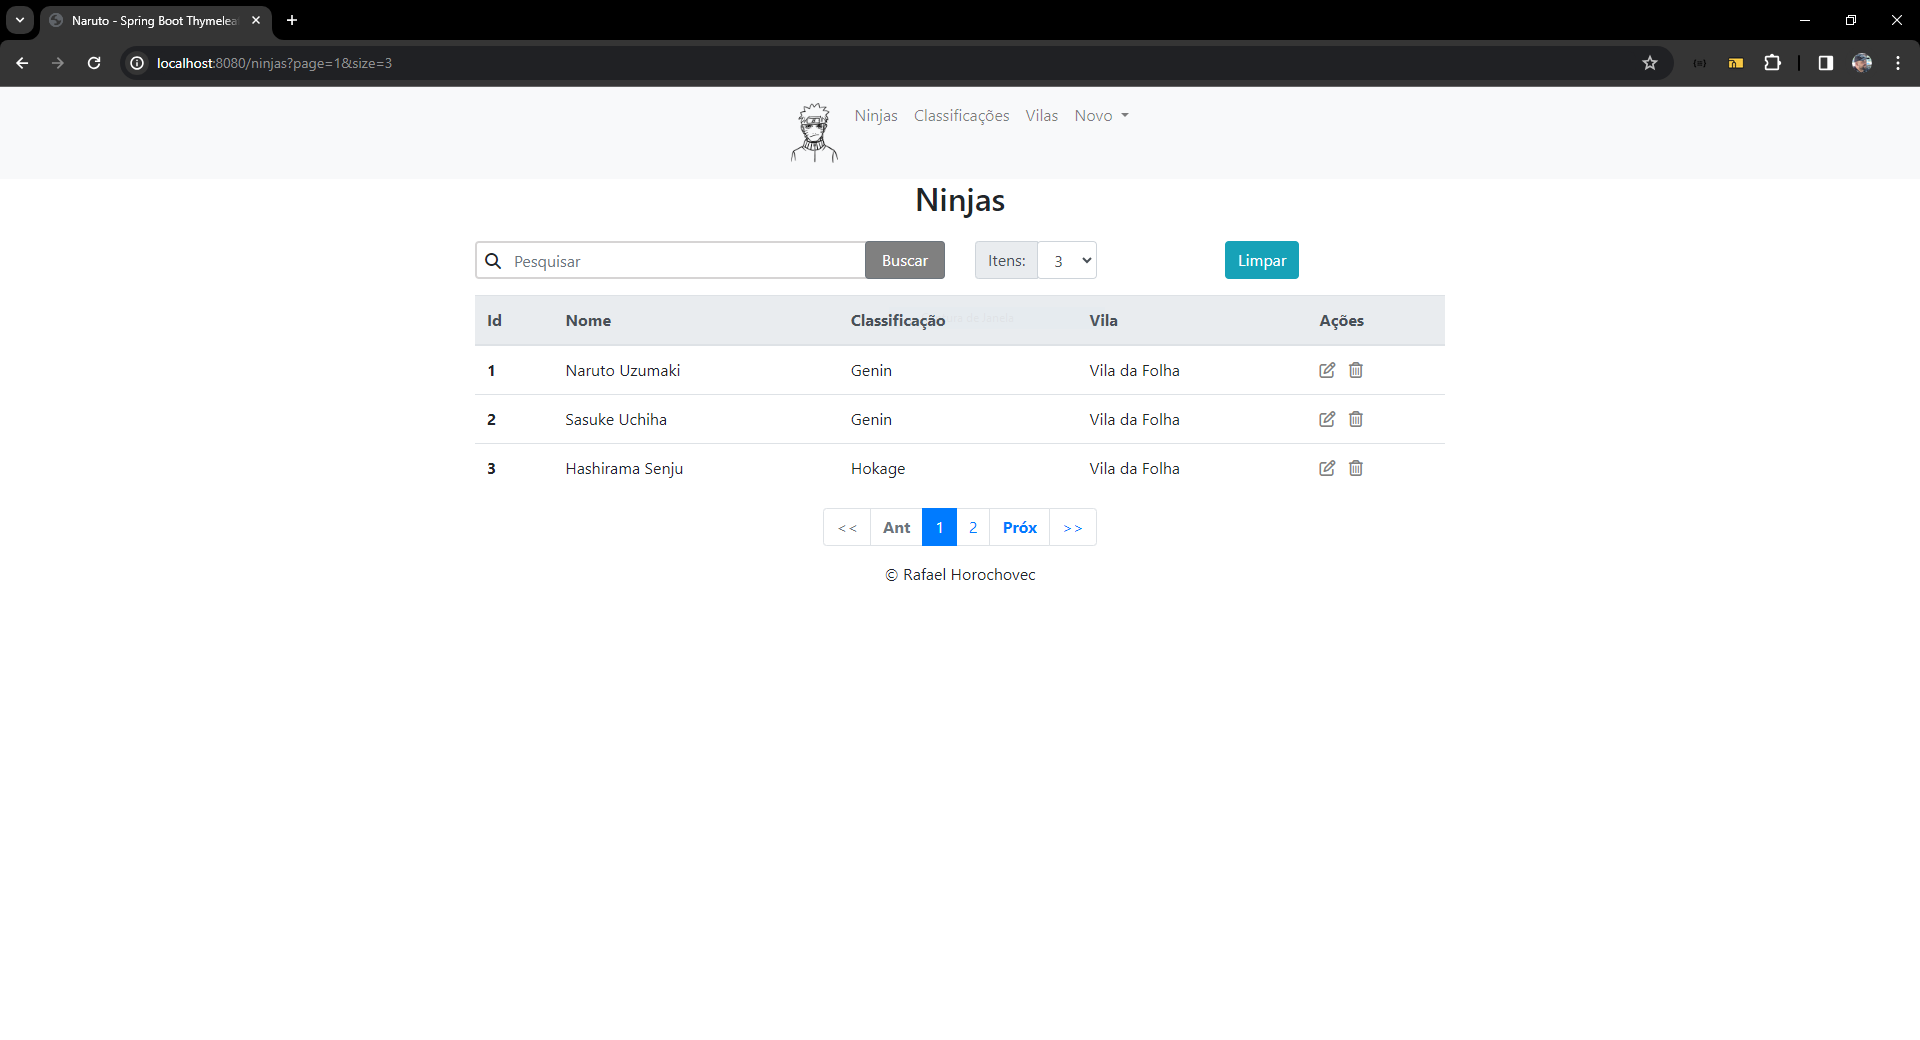 Naruto - Spring Boot Thymelea
localhost:8080/ninjas?page=1&size=3
Ninjas Classificações Vilas Novo
Ninjas
Pesquisar Buscar Itens: 3 Limpar
Id Nome Classificação Vila Ações
1 Naruto Uzumaki Genin Vila da Folha
2 Sasuke Uchiha Genin Vila da Folha
3 Hashirama Senju Hokage Vila da Folha
<< Ant 1 2 Próx >>
© Rafael Horochovec